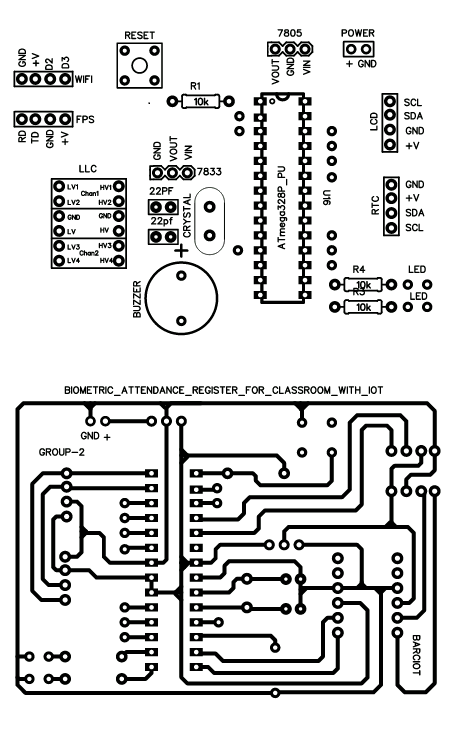 RESET
7805
POWER
GND
+V
D2
D3
WIFI
VOUT
GND
VIN
+ GND
R1
10k
RD
TD
GND
+V
FPS
LCD
SCL
SDA
GND
+V
GND
VOUT
VIN
7833
ATmega328P_PU
U16
LLC
LV1 HV1
Chan1
LV2 HV2
GND GND
LV HV
LV3 HV3
Chan2
LV4 HV4
22PF
22pf
CRYSTAL
RTC
GND
+V
SDA
SCL
+
BUZZER
R4
10k
LED
R3
10k
LED
BIOMETRIC_ATTENDANCE_REGISTER_FOR_CLASSROOM_WITH_IOT
GND +
GROUP-2
BARCIOT